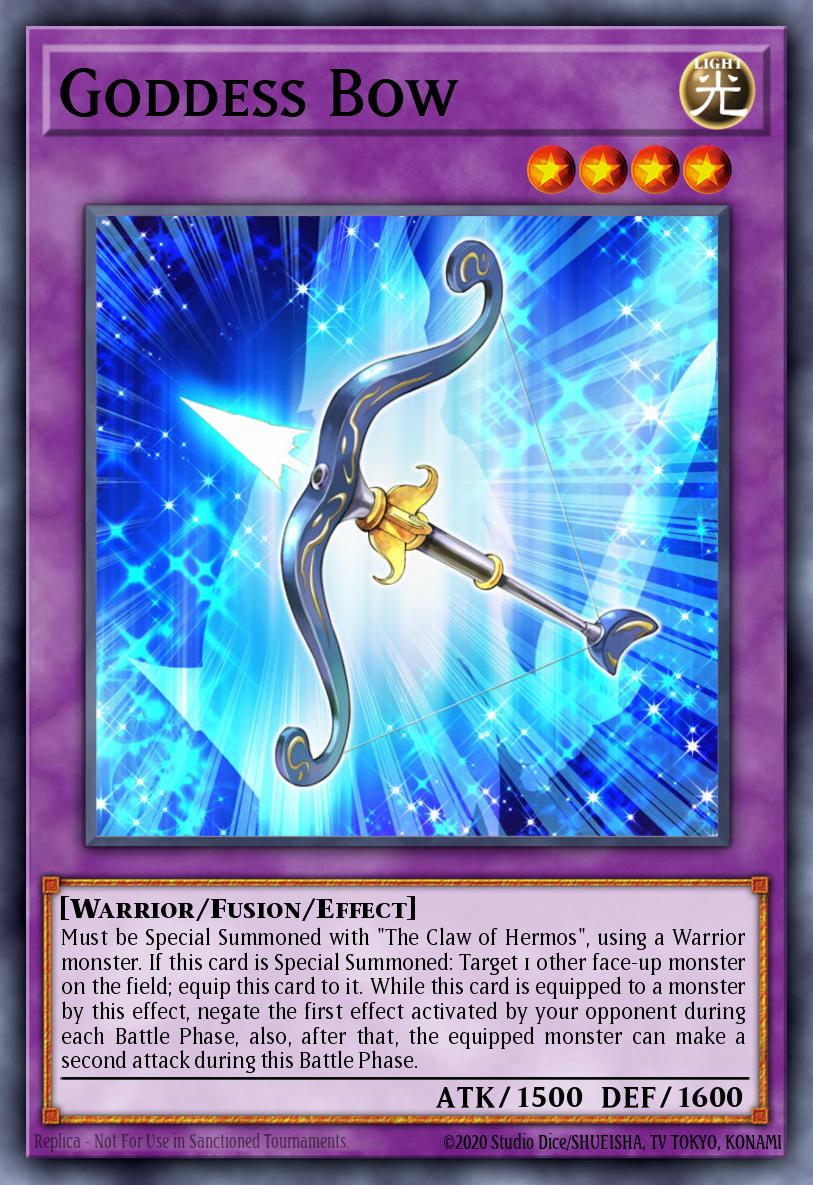 Goddess Bow
LIGHT
光
[Warrior/Fusion/Effect]
Must be Special Summoned with "The Claw of Hermos", using a Warrior
monster. If this card is Special Summoned: Target 1 other face-up monster
on the field; equip this card to it. While this card is equipped to a monster
by this effect, negate the first effect activated by your opponent during
each Battle Phase, also, after that, the equipped monster can make a
second attack during this Battle Phase.
ATK/1500 DEF/1600
Replica - Not For Use in Sanctioned Tournaments.
©2020 Studio Dice/SHUEISHA, TV TOKYO, KONAMI